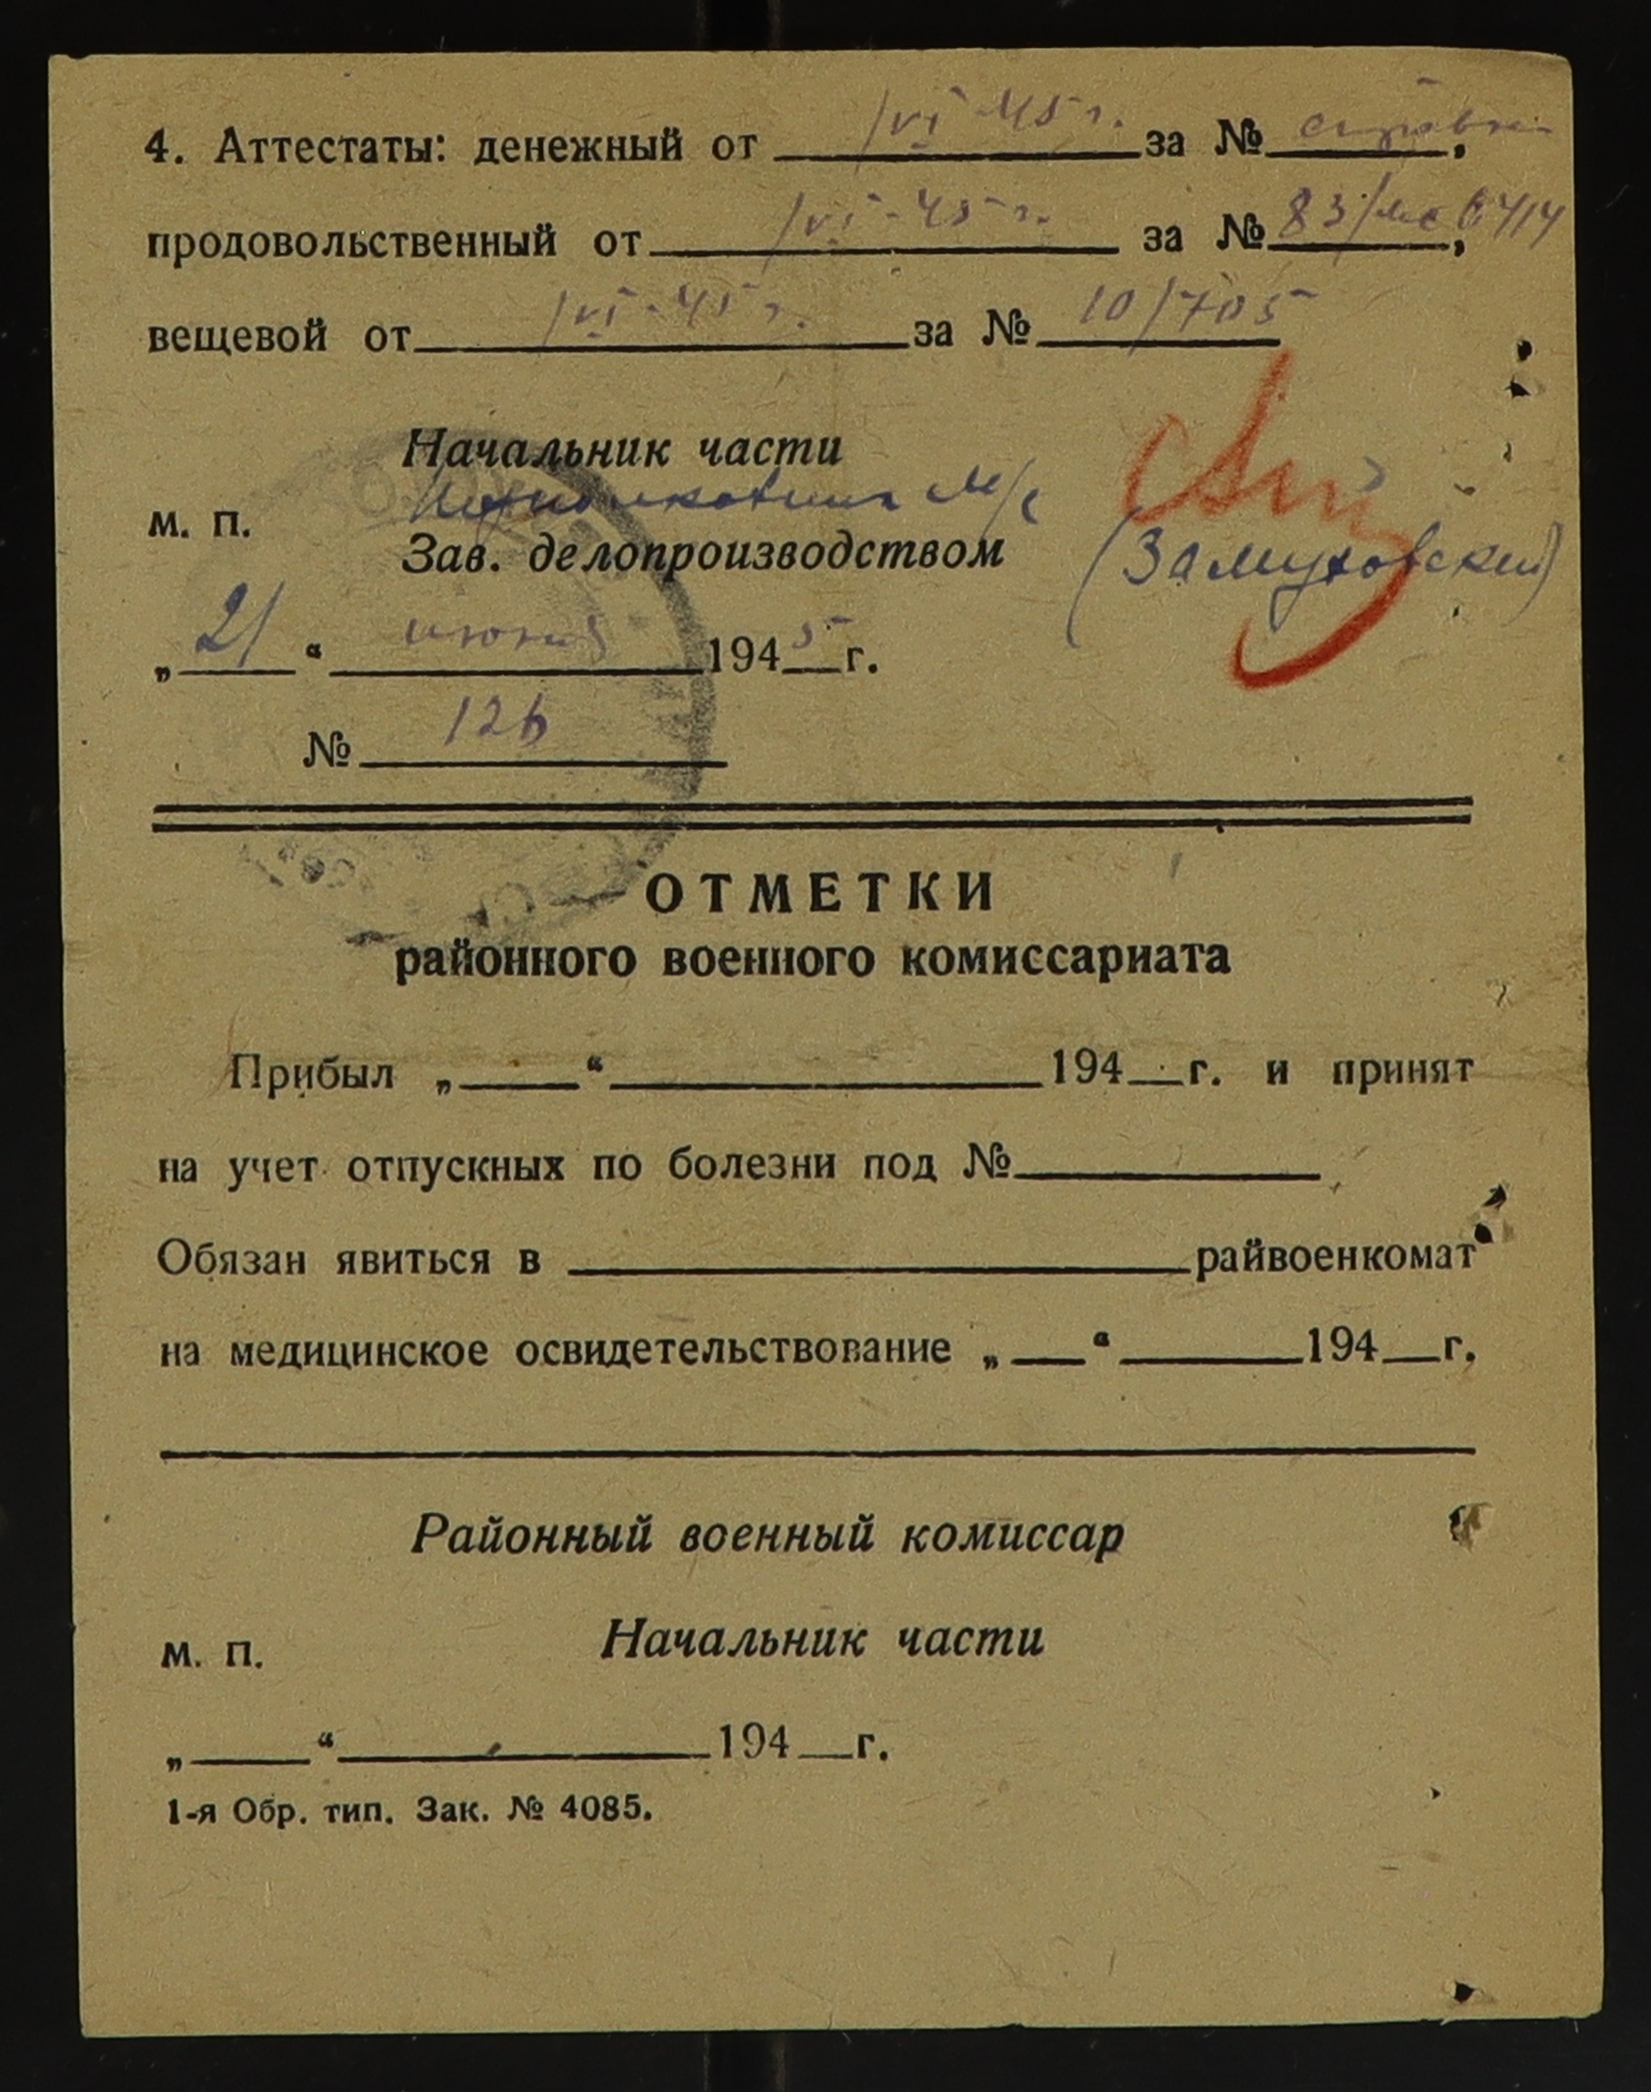 4. Аттестаты: денежный от 1/VI-45 г. за № справка,
продовольственный от 1/VI-45 г. за № 83/
вещевой от 1/VI-45 г. за № 10/705
Начальник части
Подполковник м/с
М. П.
Зав. делопроизводством (Замуховский)
„21“ июня 1945 г.
№ 126
ОТМЕТКИ
районного военного комиссариата
Прибыл „ “ 194 г. и принят
на учет отпускных по болезни под №
Обязан явиться в райвоенкомат
на медицинское освидетельствование „ “ 194 г.
Районный военный комиссар
М. П. Начальник части
„ “ 194 г.
1-я Обр. тип. Зак. № 4085.